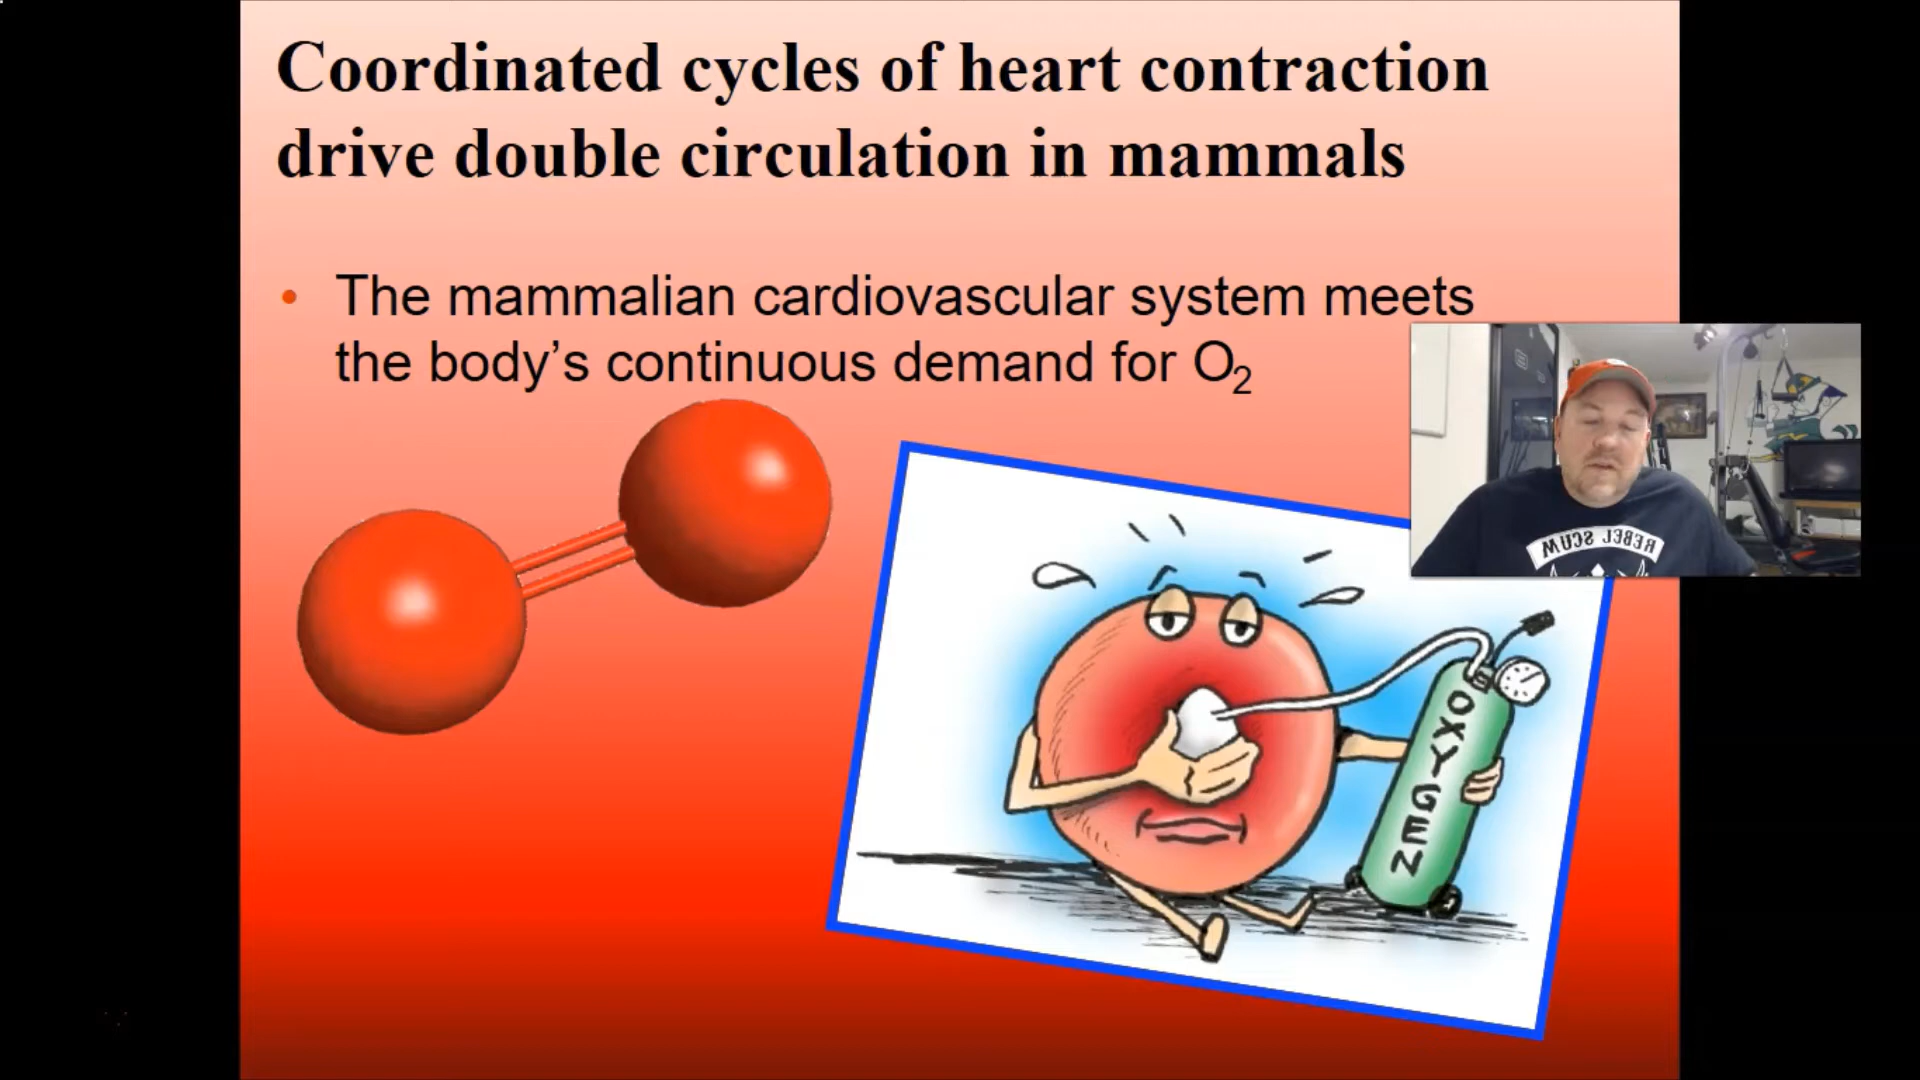 Coordinated cycles of heart contraction
drive double circulation in mammals
• The mammalian cardiovascular system meets
the body’s continuous demand for O₂
REBEL SCUM
OXYGEN